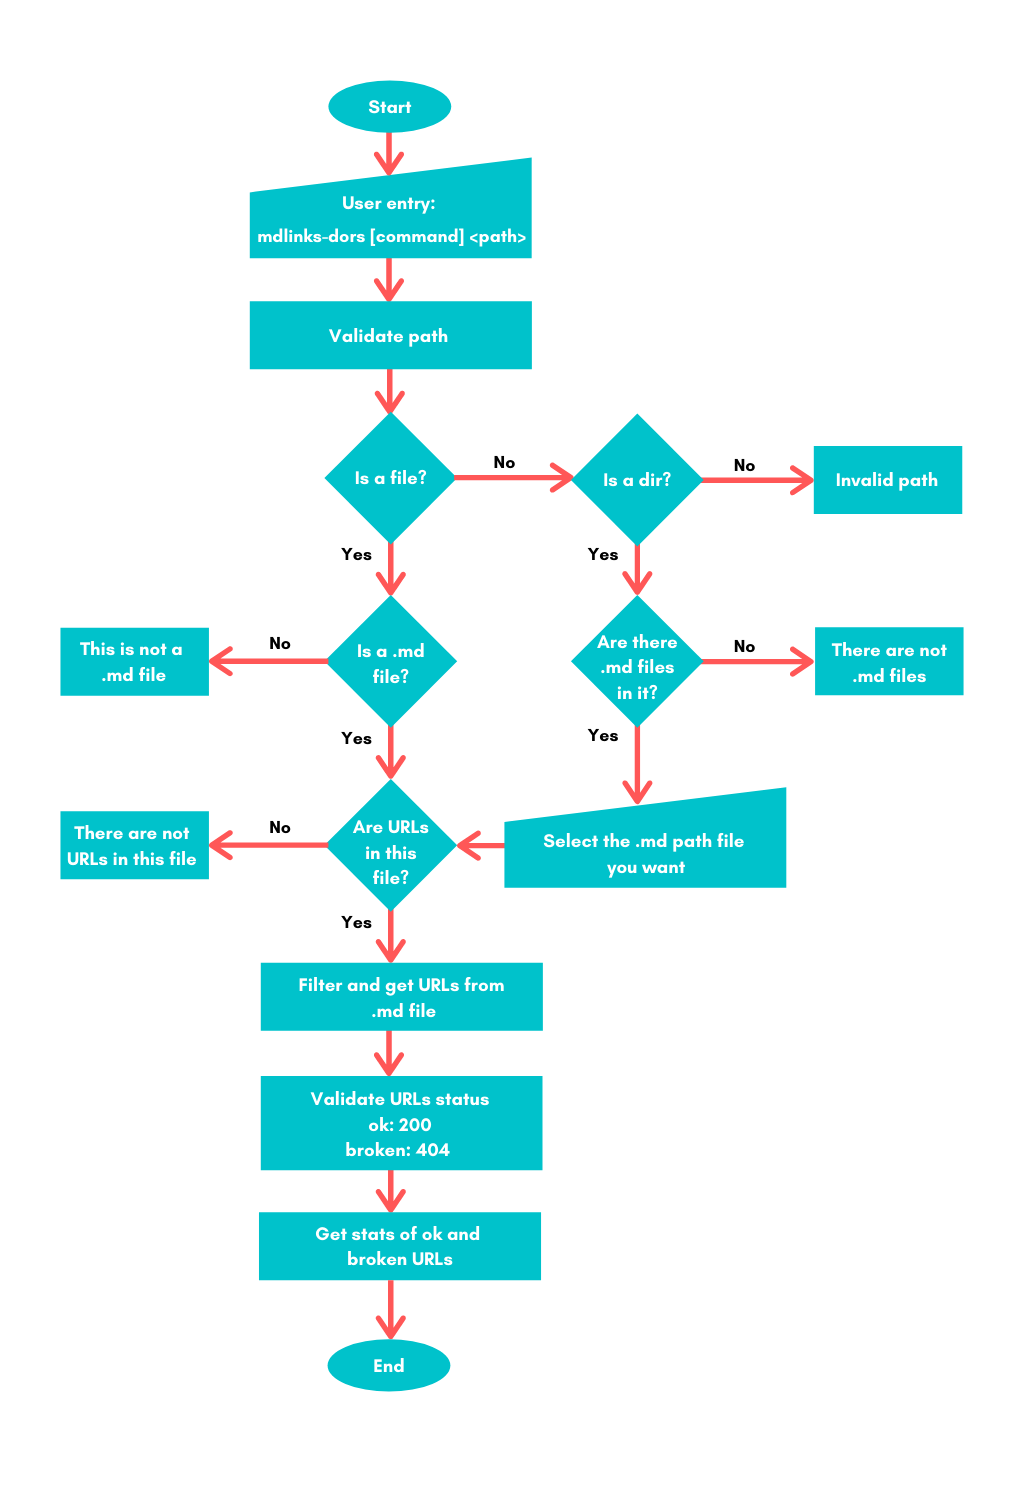 Start
User entry:
mdlinks-dors [command] <path>
Validate path
Is a file?
No
Is a dir?
No
Invalid path
Yes
Yes
This is not a
.md file
No
Is a .md
file?
Are there
.md files
in it?
No
There are not
.md files
Yes
Yes
There are not
URLs in this file
No
Are URLs
in this
file?
Select the .md path file
you want
Yes
Filter and get URLs from
.md file
Validate URLs status
ok: 200
broken: 404
Get stats of ok and
broken URLs
End